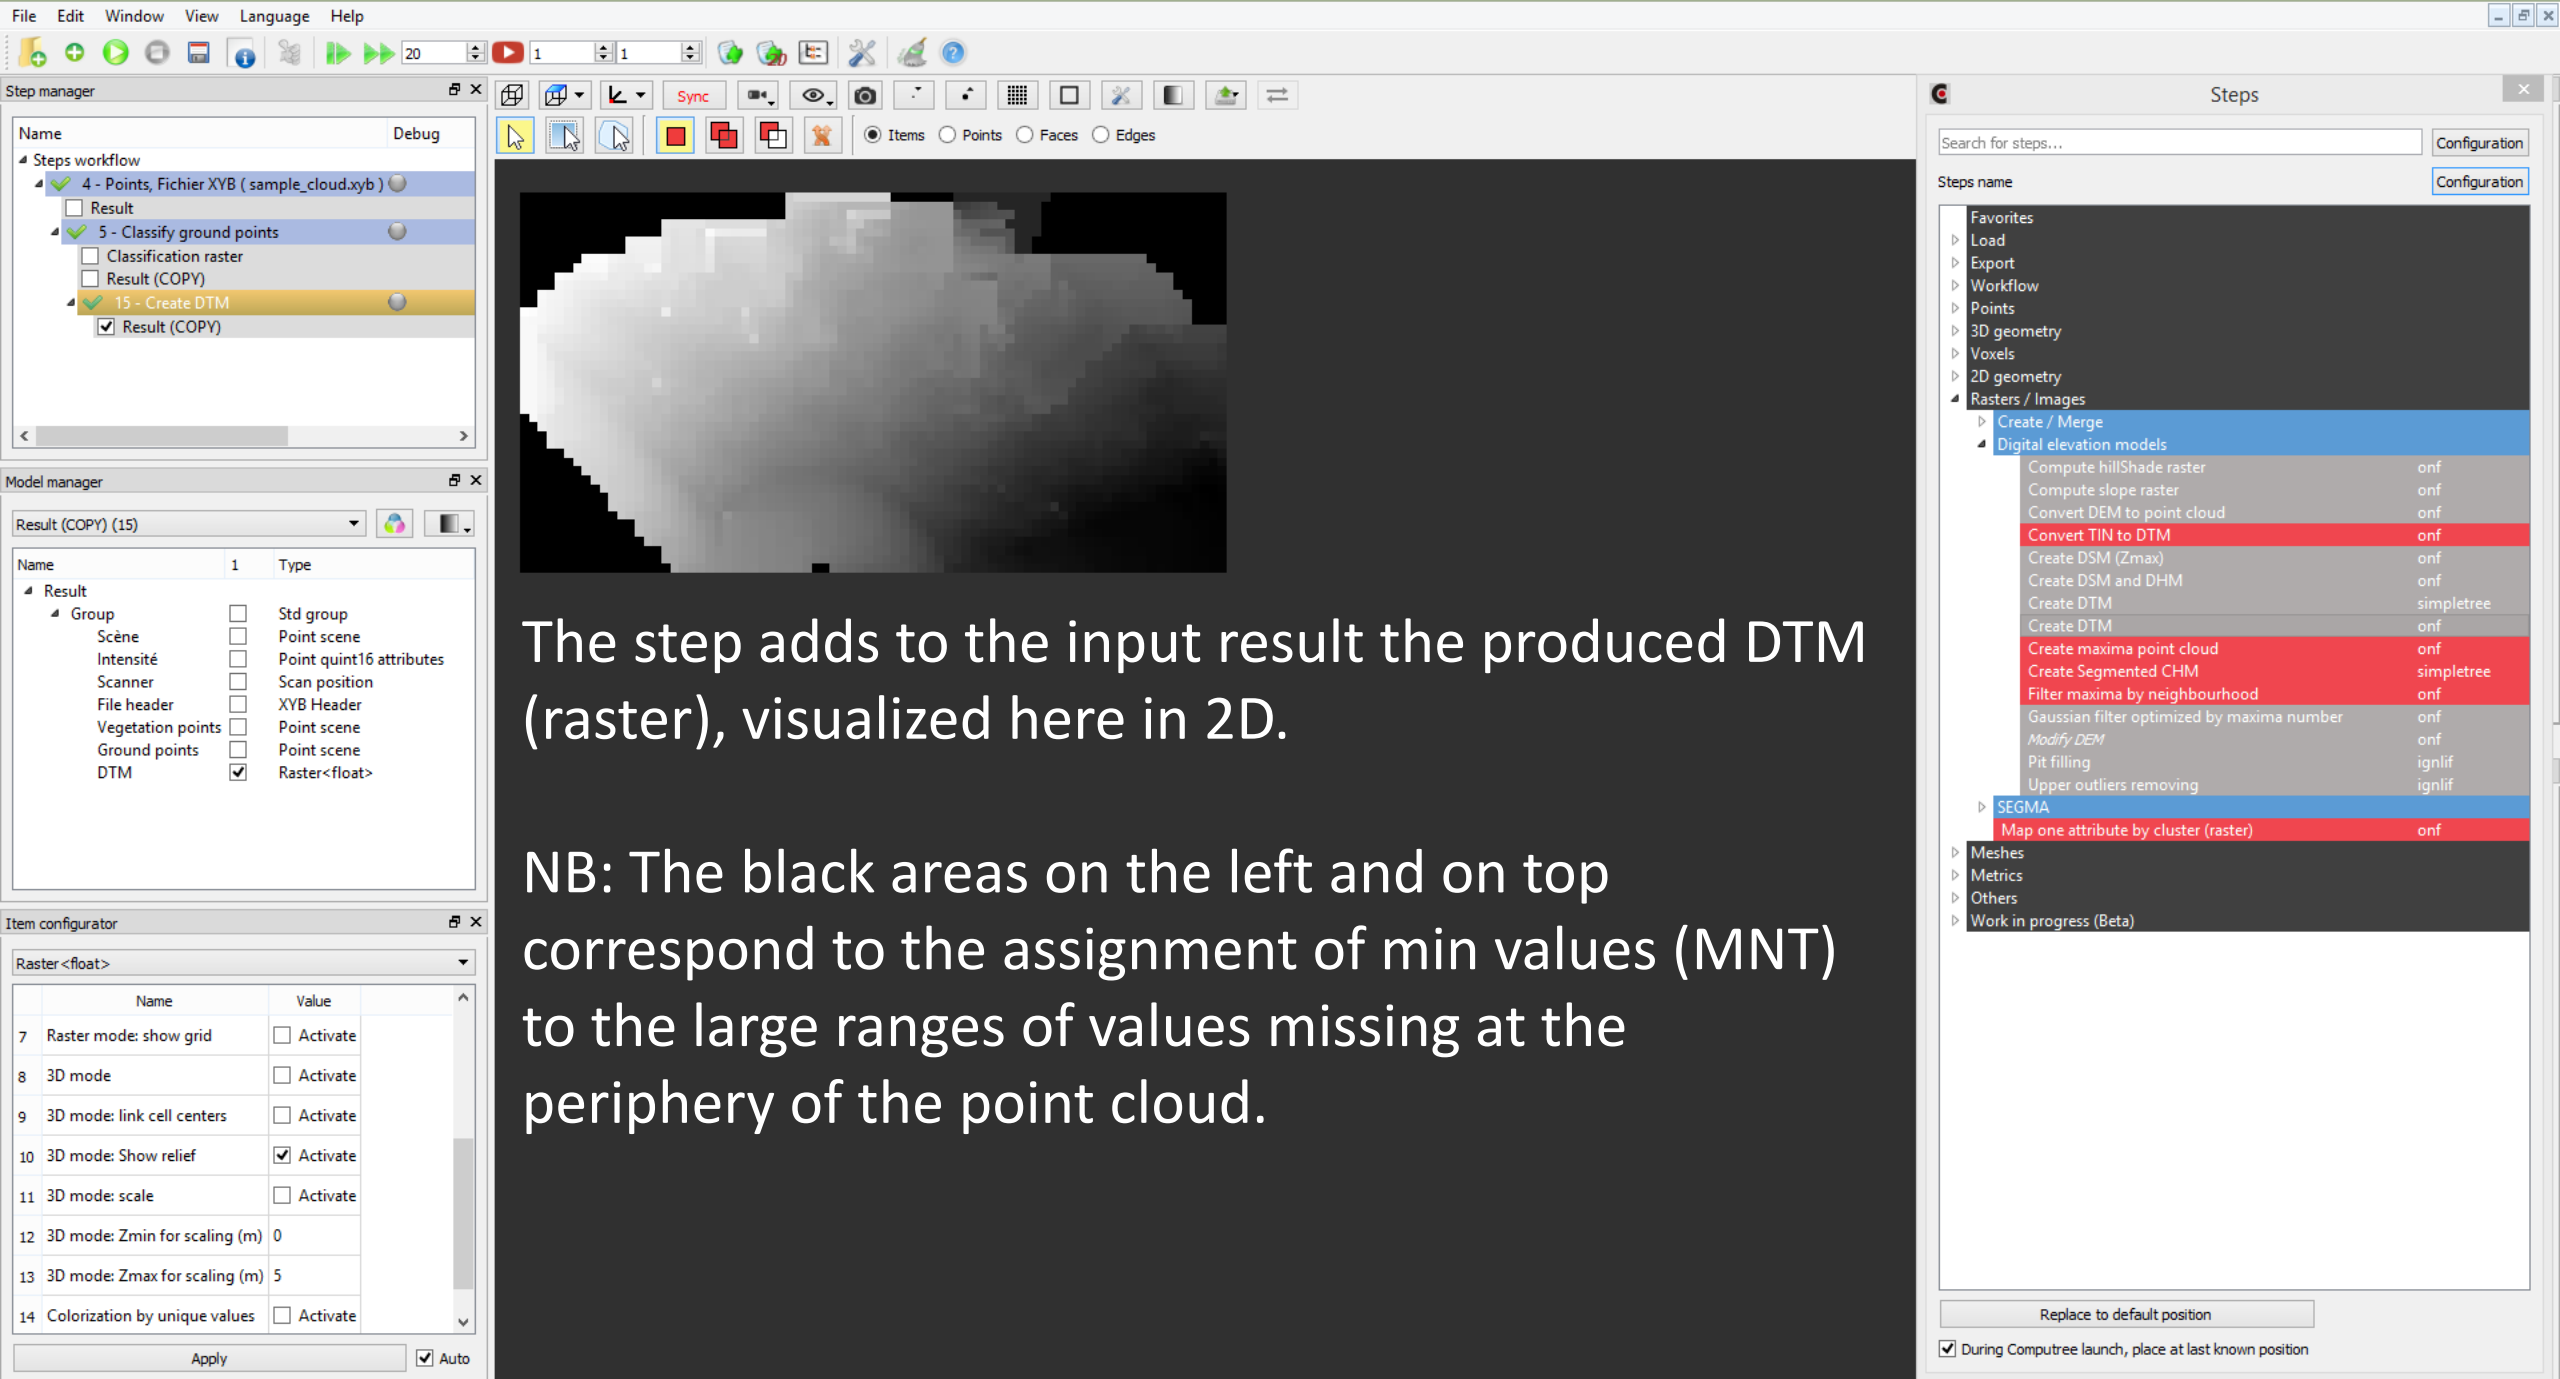 File Edit Window View Language Help
20 1 1
Step manager
Name Debug
Steps workflow
4 - Points, Fichier XYB ( sample_cloud.xyb )
Result
5 - Classify ground points
Classification raster
Result (COPY)
15 - Create DTM
Result (COPY)
Model manager
Result (COPY) (15)
Name 1 Type
Result
Group Std group
Scène Point scene
Intensité Point quint16 attributes
Scanner Scan position
File header XYB Header
Vegetation points Point scene
Ground points Point scene
DTM Raster<float>
Item configurator
Raster<float>
Name Value
7 Raster mode: show grid Activate
8 3D mode Activate
9 3D mode: link cell centers Activate
10 3D mode: Show relief Activate
11 3D mode: scale Activate
12 3D mode: Zmin for scaling (m) 0
13 3D mode: Zmax for scaling (m) 5
14 Colorization by unique values Activate
Apply Auto
Sync
Items Points Faces Edges
The step adds to the input result the produced DTM
(raster), visualized here in 2D.
NB: The black areas on the left and on top
correspond to the assignment of min values (MNT)
to the large ranges of values missing at the
periphery of the point cloud.
Steps
Search for steps... Configuration
Steps name Configuration
Favorites
Load
Export
Workflow
Points
3D geometry
Voxels
2D geometry
Rasters / Images
Create / Merge
Digital elevation models
Compute hillShade raster onf
Compute slope raster onf
Convert DEM to point cloud onf
Convert TIN to DTM onf
Create DSM (Zmax) onf
Create DSM and DHM onf
Create DTM simpletree
Create DTM onf
Create maxima point cloud onf
Create Segmented CHM simpletree
Filter maxima by neighbourhood onf
Gaussian filter optimized by maxima number onf
Modify DEM onf
Pit filling ignlif
Upper outliers removing ignlif
SEGMA
Map one attribute by cluster (raster) onf
Meshes
Metrics
Others
Work in progress (Beta)
Replace to default position
During Computree launch, place at last known position